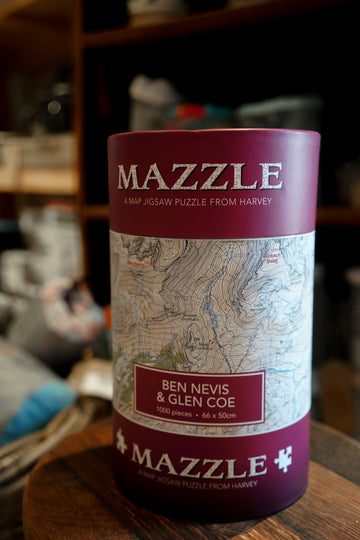 MAZZLE
A MAP JIGSAW PUZZLE FROM HARVEY
BEN NEVIS
& GLEN COE
1000 pieces • 66 x 50cm
MAZZLE
A MAP JIGSAW PUZZLE FROM HARVEY